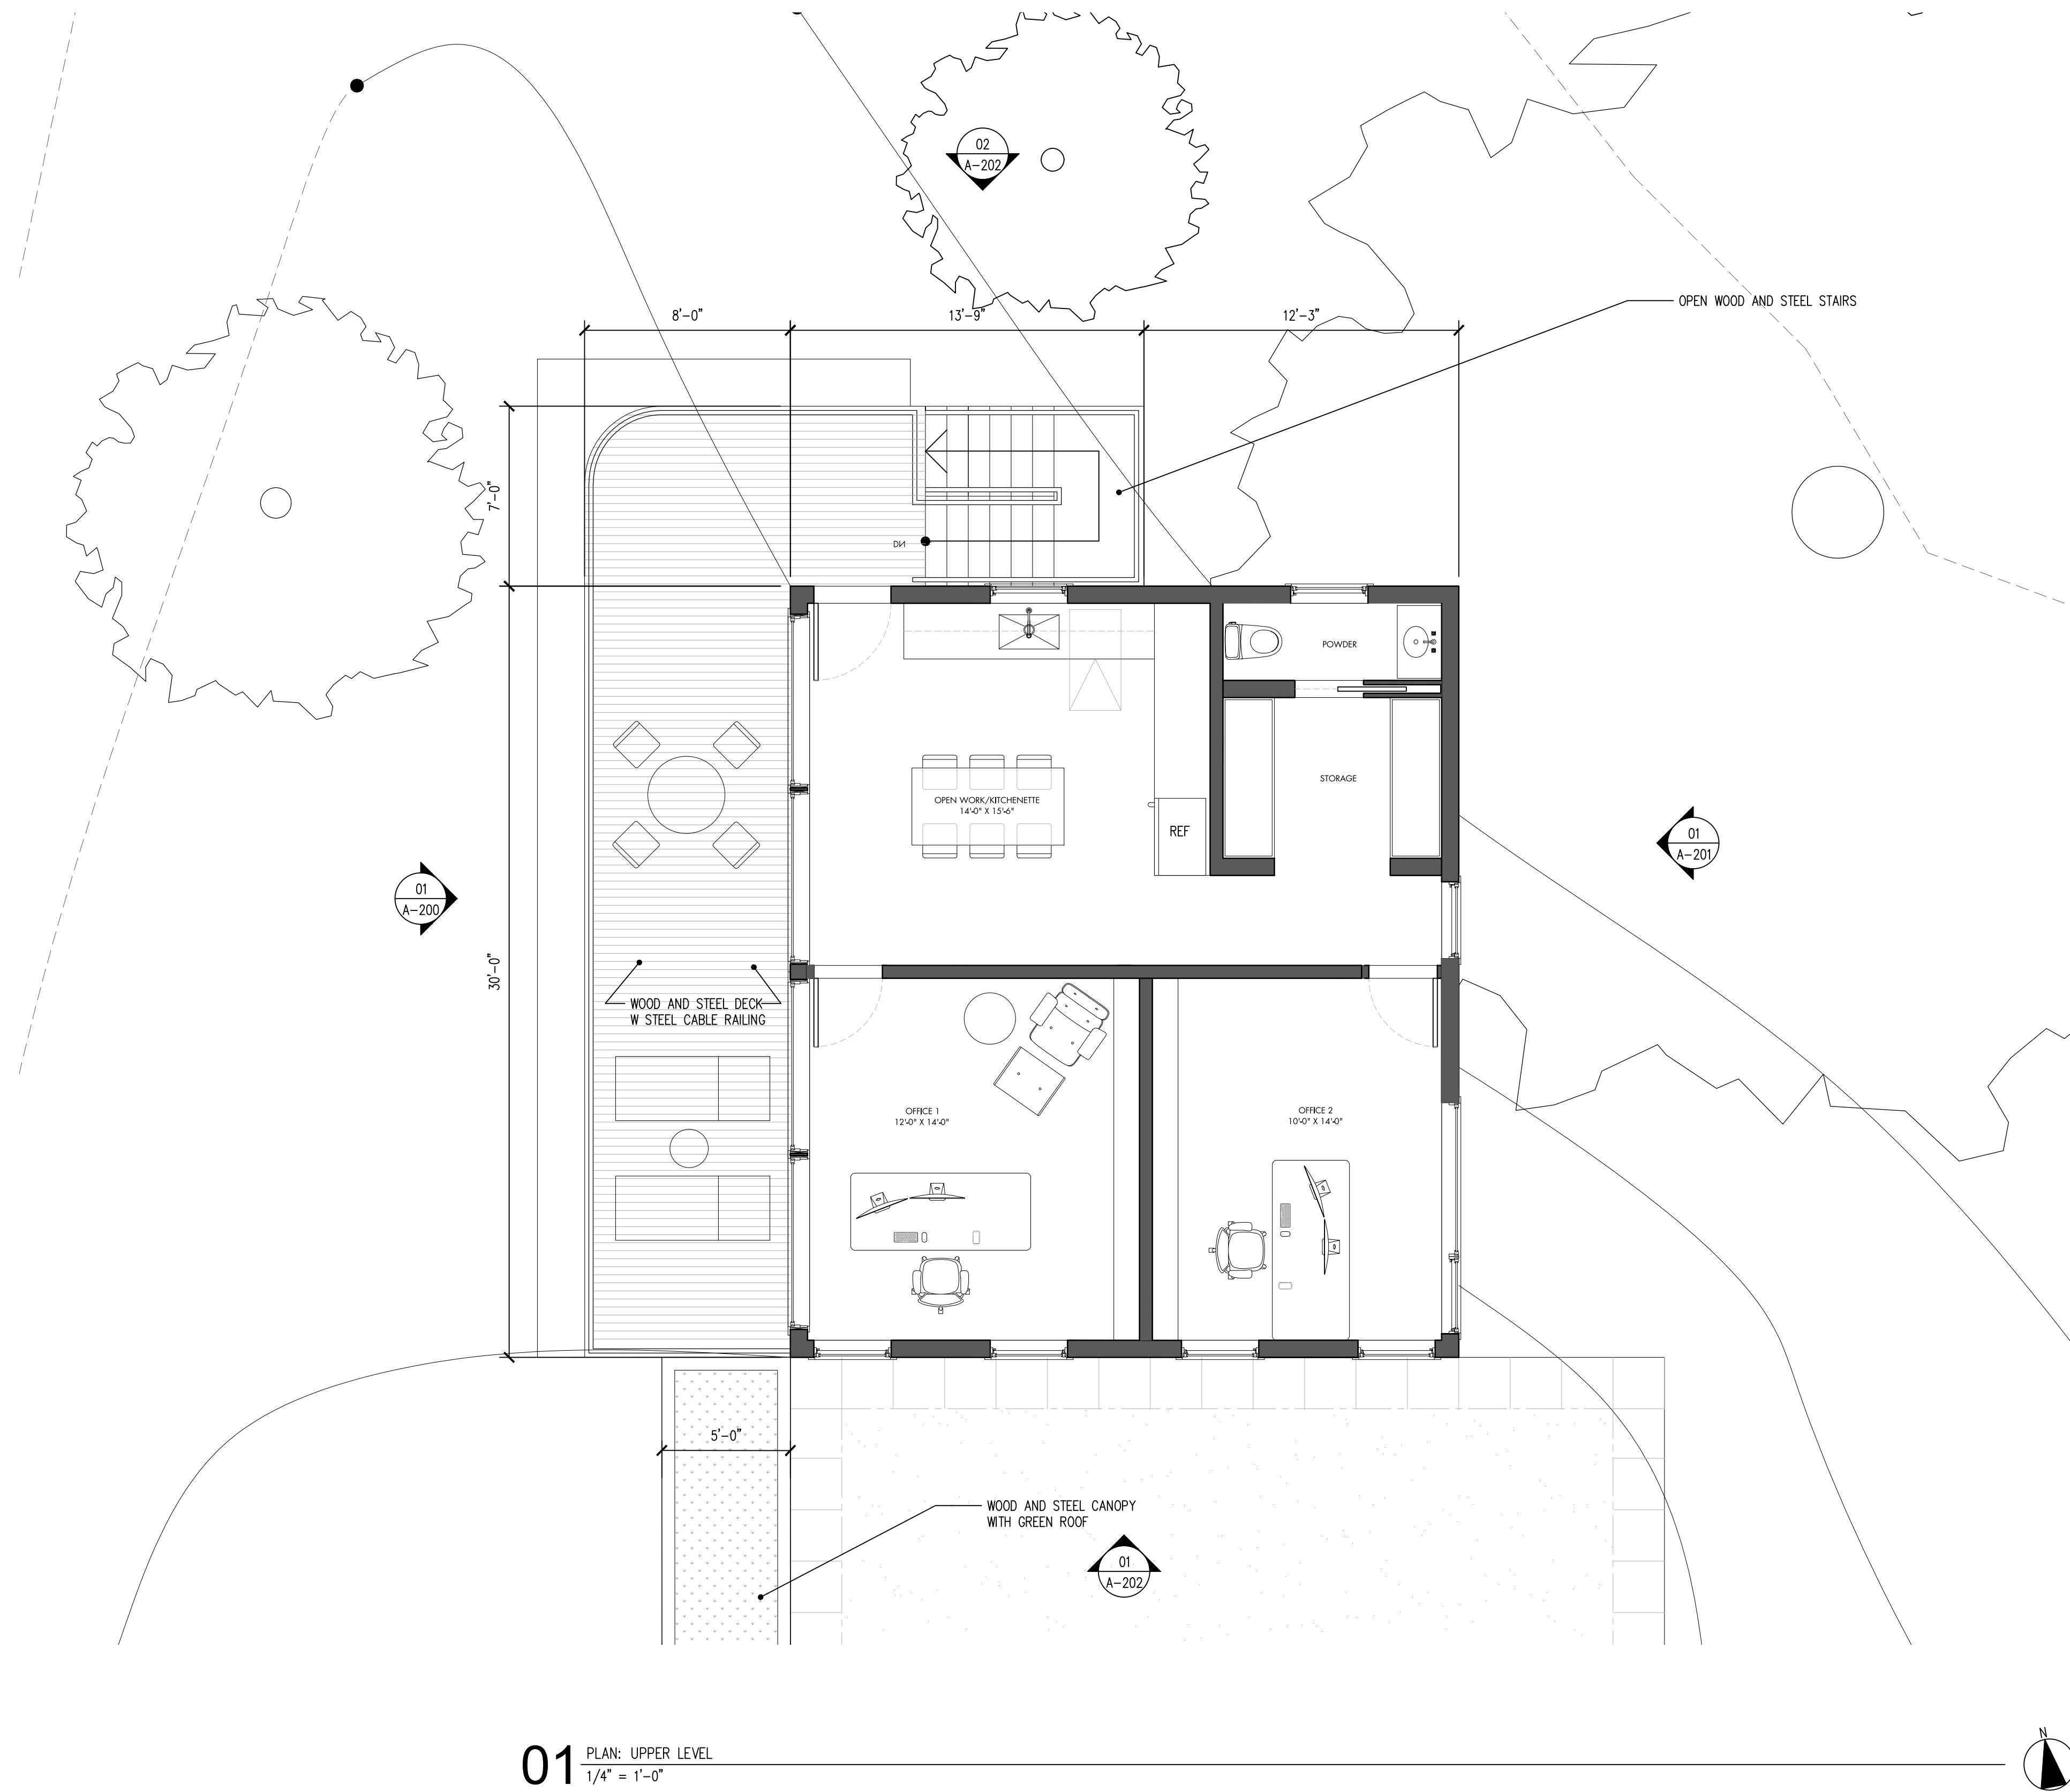 02
A-202
OPEN WOOD AND STEEL STAIRS
8'-0"
13'-9"
12'-3"
7'-0"
DN
POWDER
STORAGE
OPEN WORK/KITCHENETTE
14'-0" X 15'-6"
REF
01
A-201
01
A-200
30'-0"
WOOD AND STEEL DECK
W STEEL CABLE RAILING
OFFICE 1
12'-0" X 14'-0"
OFFICE 2
10'-0" X 14'-0"
5'-0"
WOOD AND STEEL CANOPY
WITH GREEN ROOF
01
A-202
N
01
PLAN: UPPER LEVEL
1/4" = 1'-0"